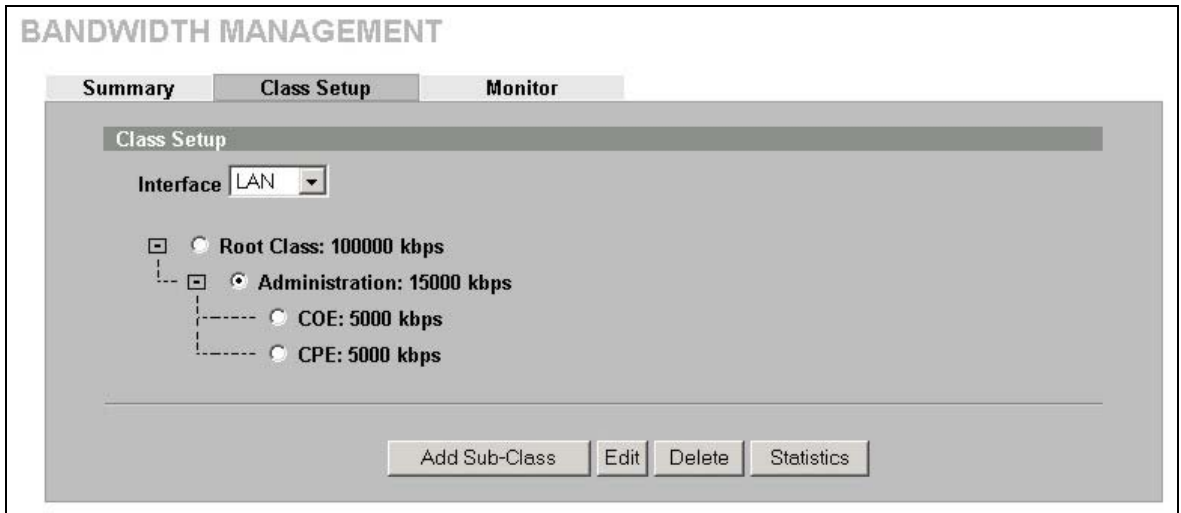 BANDWIDTH MANAGEMENT
Summary Class Setup Monitor
Class Setup
Interface LAN
Root Class: 100000 kbps
Administration: 15000 kbps
COE: 5000 kbps
CPE: 5000 kbps
Add Sub-Class Edit Delete Statistics